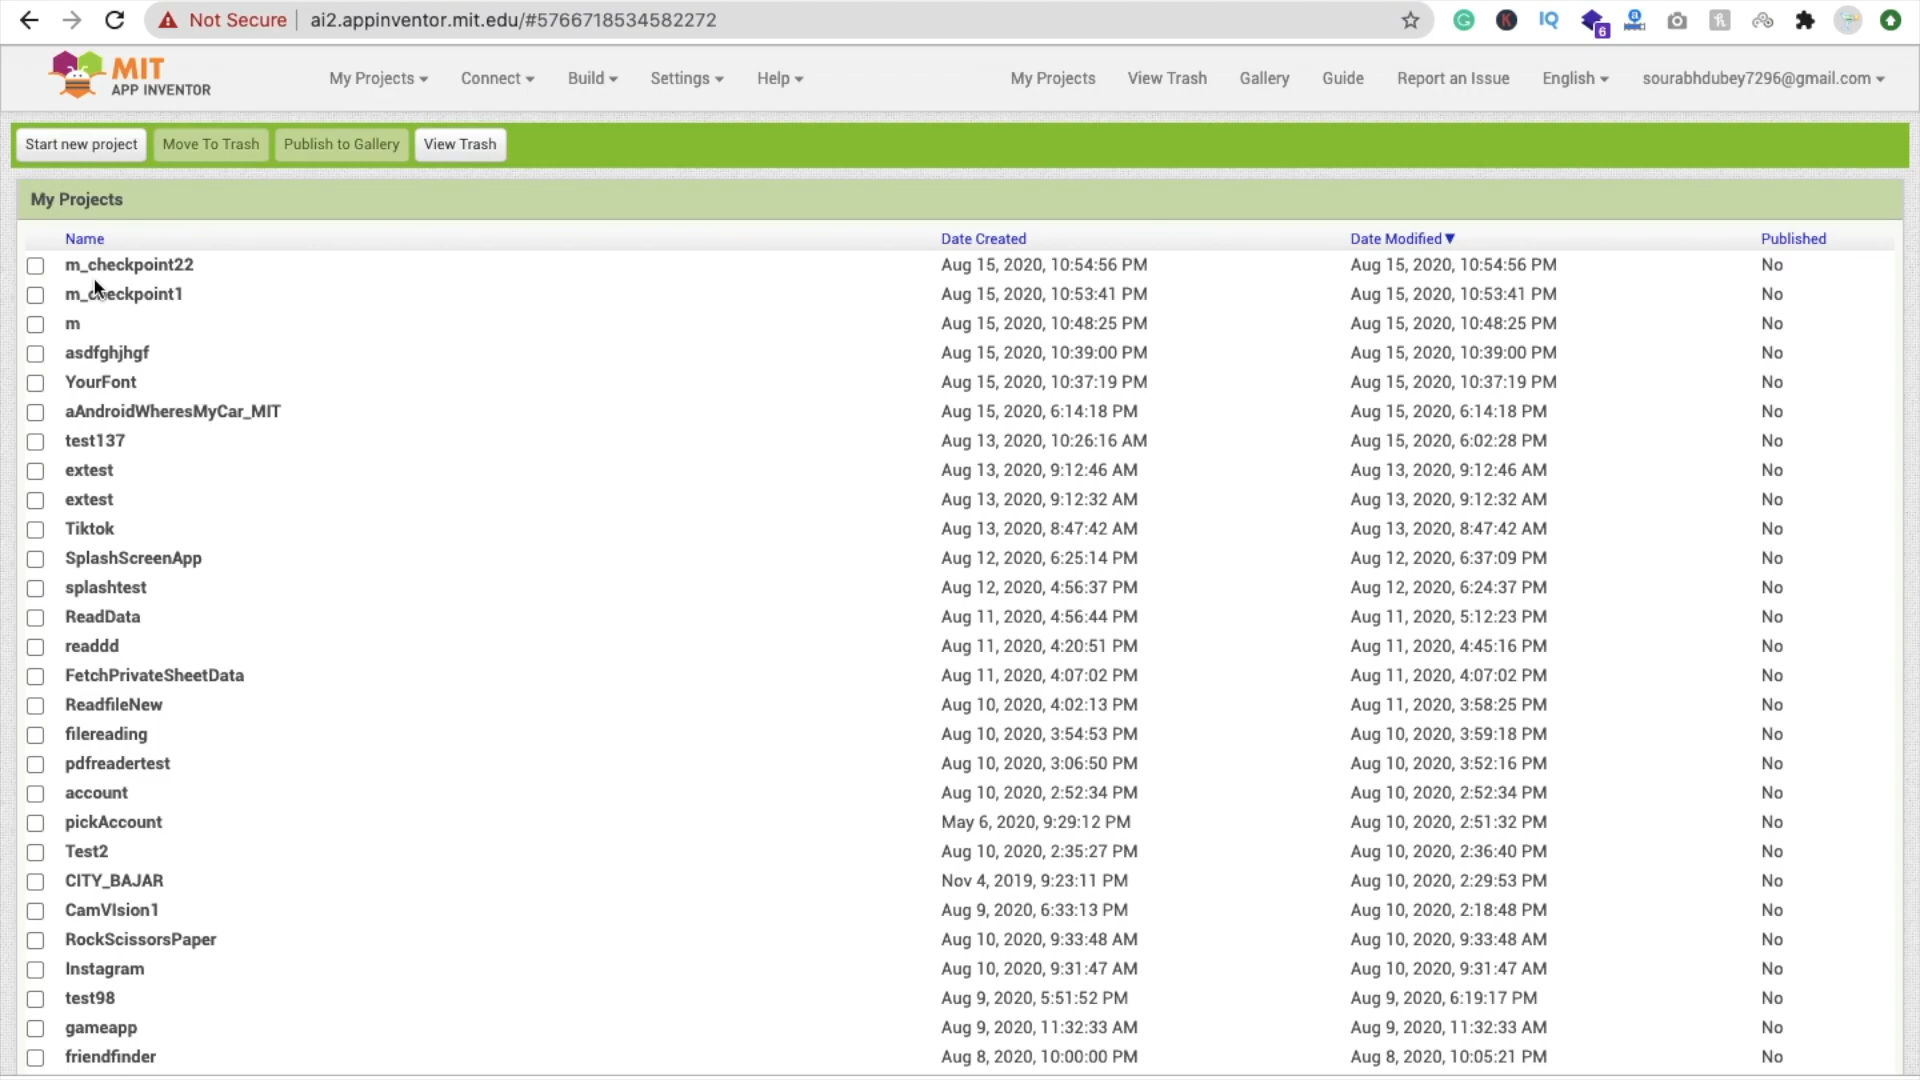 Not Secure ai2.appinventor.mit.edu/#5766718534582272
IQ 6
MIT APP INVENTOR My Projects Connect Build Settings Help My Projects View Trash Gallery Guide Report an Issue English sourabhdubey7296@gmail.com
Start new project Move To Trash Publish to Gallery View Trash
My Projects
Name Date Created Date Modified▼ Published
m_checkpoint22 Aug 15, 2020, 10:54:56 PM Aug 15, 2020, 10:54:56 PM No
m_checkpoint1 Aug 15, 2020, 10:53:41 PM Aug 15, 2020, 10:53:41 PM No
m Aug 15, 2020, 10:48:25 PM Aug 15, 2020, 10:48:25 PM No
asdfghjhgf Aug 15, 2020, 10:39:00 PM Aug 15, 2020, 10:39:00 PM No
YourFont Aug 15, 2020, 10:37:19 PM Aug 15, 2020, 10:37:19 PM No
aAndroidWheresMyCar_MIT Aug 15, 2020, 6:14:18 PM Aug 15, 2020, 6:14:18 PM No
test137 Aug 13, 2020, 10:26:16 AM Aug 15, 2020, 6:02:28 PM No
extest Aug 13, 2020, 9:12:46 AM Aug 13, 2020, 9:12:46 AM No
extest Aug 13, 2020, 9:12:32 AM Aug 13, 2020, 9:12:32 AM No
Tiktok Aug 13, 2020, 8:47:42 AM Aug 13, 2020, 8:47:42 AM No
SplashScreenApp Aug 12, 2020, 6:25:14 PM Aug 12, 2020, 6:37:09 PM No
splashtest Aug 12, 2020, 4:56:37 PM Aug 12, 2020, 6:24:37 PM No
ReadData Aug 11, 2020, 4:56:44 PM Aug 11, 2020, 5:12:23 PM No
readdd Aug 11, 2020, 4:20:51 PM Aug 11, 2020, 4:45:16 PM No
FetchPrivateSheetData Aug 11, 2020, 4:07:02 PM Aug 11, 2020, 4:07:02 PM No
ReadfileNew Aug 10, 2020, 4:02:13 PM Aug 11, 2020, 3:58:25 PM No
filereading Aug 10, 2020, 3:54:53 PM Aug 10, 2020, 3:59:18 PM No
pdfreadertest Aug 10, 2020, 3:06:50 PM Aug 10, 2020, 3:52:16 PM No
account Aug 10, 2020, 2:52:34 PM Aug 10, 2020, 2:52:34 PM No
pickAccount May 6, 2020, 9:29:12 PM Aug 10, 2020, 2:51:32 PM No
Test2 Aug 10, 2020, 2:35:27 PM Aug 10, 2020, 2:36:40 PM No
CITY_BAJAR Nov 4, 2019, 9:23:11 PM Aug 10, 2020, 2:29:53 PM No
CamVIsion1 Aug 9, 2020, 6:33:13 PM Aug 10, 2020, 2:18:48 PM No
RockScissorsPaper Aug 10, 2020, 9:33:48 AM Aug 10, 2020, 9:33:48 AM No
Instagram Aug 10, 2020, 9:31:47 AM Aug 10, 2020, 9:31:47 AM No
test98 Aug 9, 2020, 5:51:52 PM Aug 9, 2020, 6:19:17 PM No
gameapp Aug 9, 2020, 11:32:33 AM Aug 9, 2020, 11:32:33 AM No
friendfinder Aug 8, 2020, 10:00:00 PM Aug 8, 2020, 10:05:21 PM No